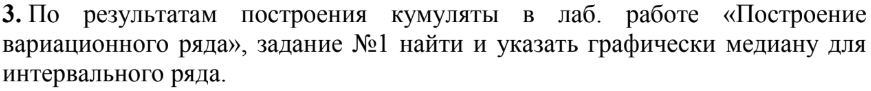 3. По результатам построения кумуляты в лаб. работе «Построение
вариационного ряда», задание №1 найти и указать графически медиану для
интервального ряда.